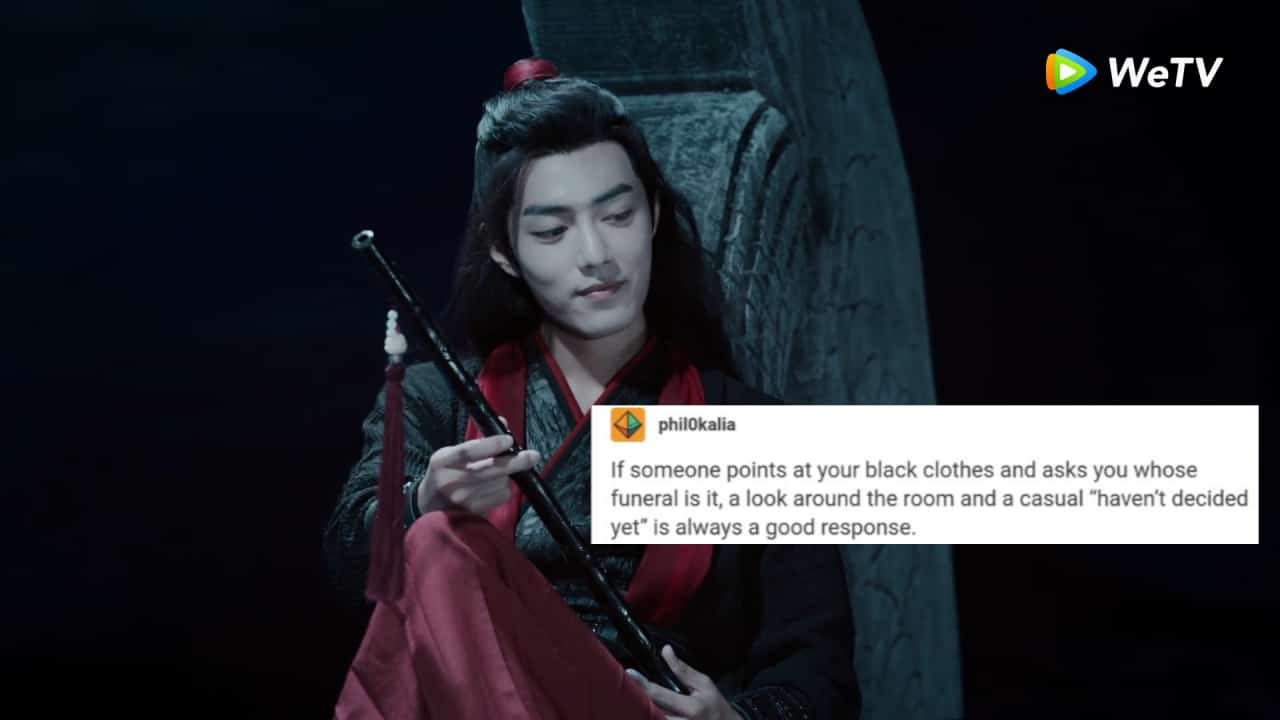 WeTV
phil0kalia
If someone points at your black clothes and asks you whose
funeral is it, a look around the room and a casual “haven’t decided
yet” is always a good response.